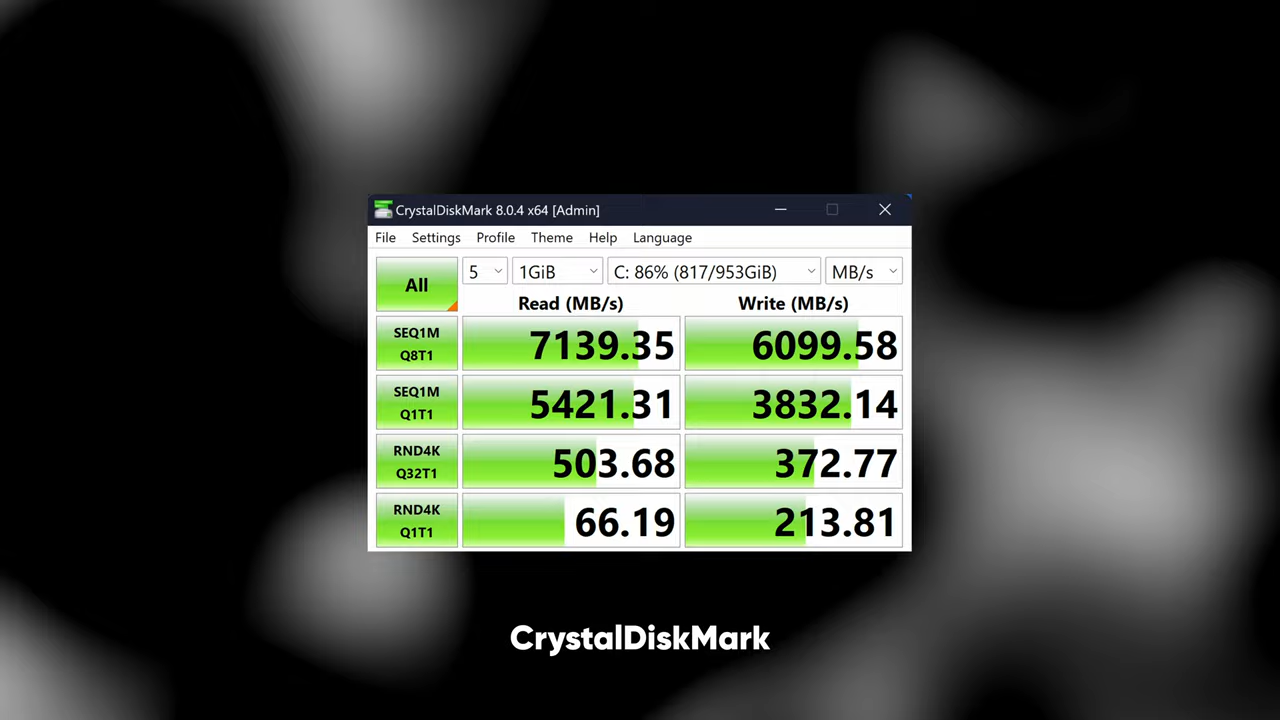 CrystalDiskMark 8.0.4 x64 [Admin]
File Settings Profile Theme Help Language
All 5 1GiB C: 86% (817/953GiB) MB/s
Read (MB/s) Write (MB/s)
SEQ1M
Q8T1 7139.35 6099.58
SEQ1M
Q1T1 5421.31 3832.14
RND4K
Q32T1 503.68 372.77
RND4K
Q1T1 66.19 213.81
CrystalDiskMark